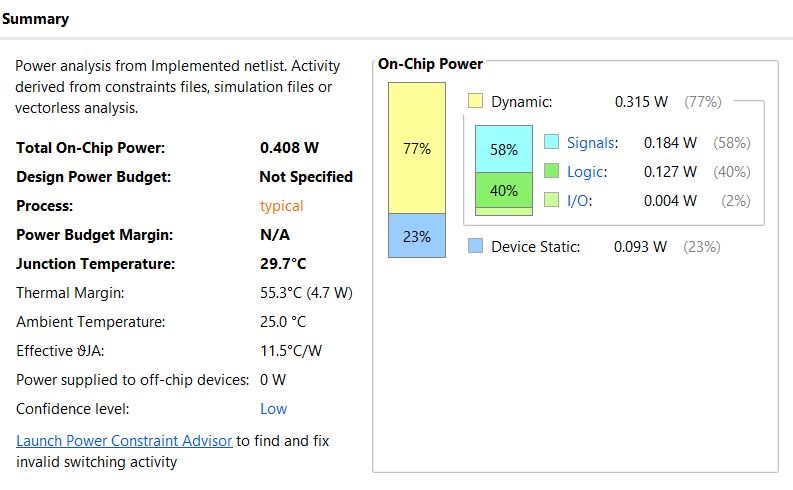 Summary
Power analysis from Implemented netlist. Activity
derived from constraints files, simulation files or
vectorless analysis.
Total On-Chip Power: 0.408 W
Design Power Budget: Not Specified
Process: typical
Power Budget Margin: N/A
Junction Temperature: 29.7°C
Thermal Margin: 55.3°C (4.7 W)
Ambient Temperature: 25.0 °C
Effective ϑJA: 11.5°C/W
Power supplied to off-chip devices: 0 W
Confidence level: Low
Launch Power Constraint Advisor to find and fix
invalid switching activity
On-Chip Power
77%
23%
Dynamic: 0.315 W (77%)
58%
40%
Signals: 0.184 W (58%)
Logic: 0.127 W (40%)
I/O: 0.004 W (2%)
Device Static: 0.093 W (23%)